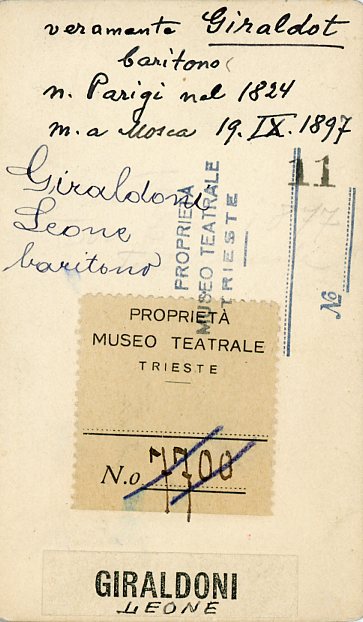 veramente Giraldot
baritono
n. Parigi nel 1824
m. a Mosca 19. IX. 1897
Giraldoni
Leone
baritono
PROPRIETÀ
MUSEO TEATRALE
TRIESTE
11
No
PROPRIETÀ
MUSEO TEATRALE
TRIESTE
N.o 7700
GIRALDONI
LEONE